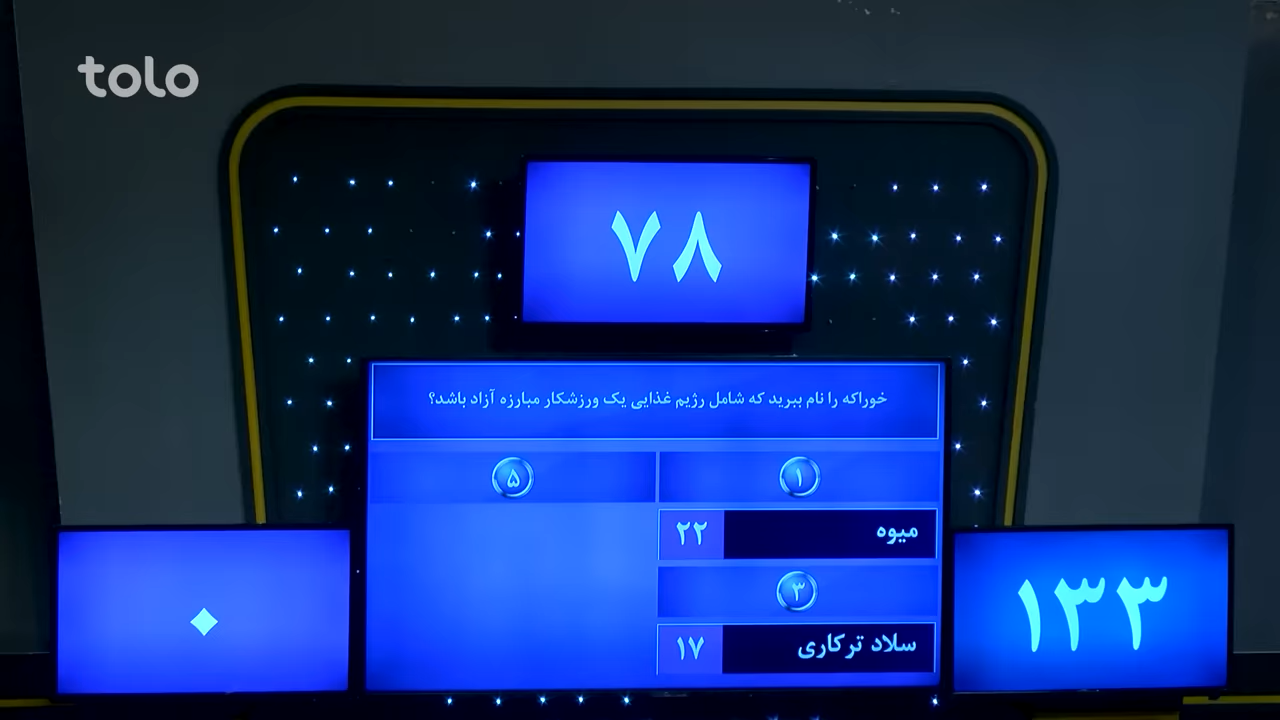 tolo
۷۸
خوراکه را نام ببرید که شامل رژیم غذایی یک ورزشکار مبارزه آزاد باشد؟
۱
۵
میوه ۲۲
۳
سلاد ترکاری ۱۷
۱۳۳
۰